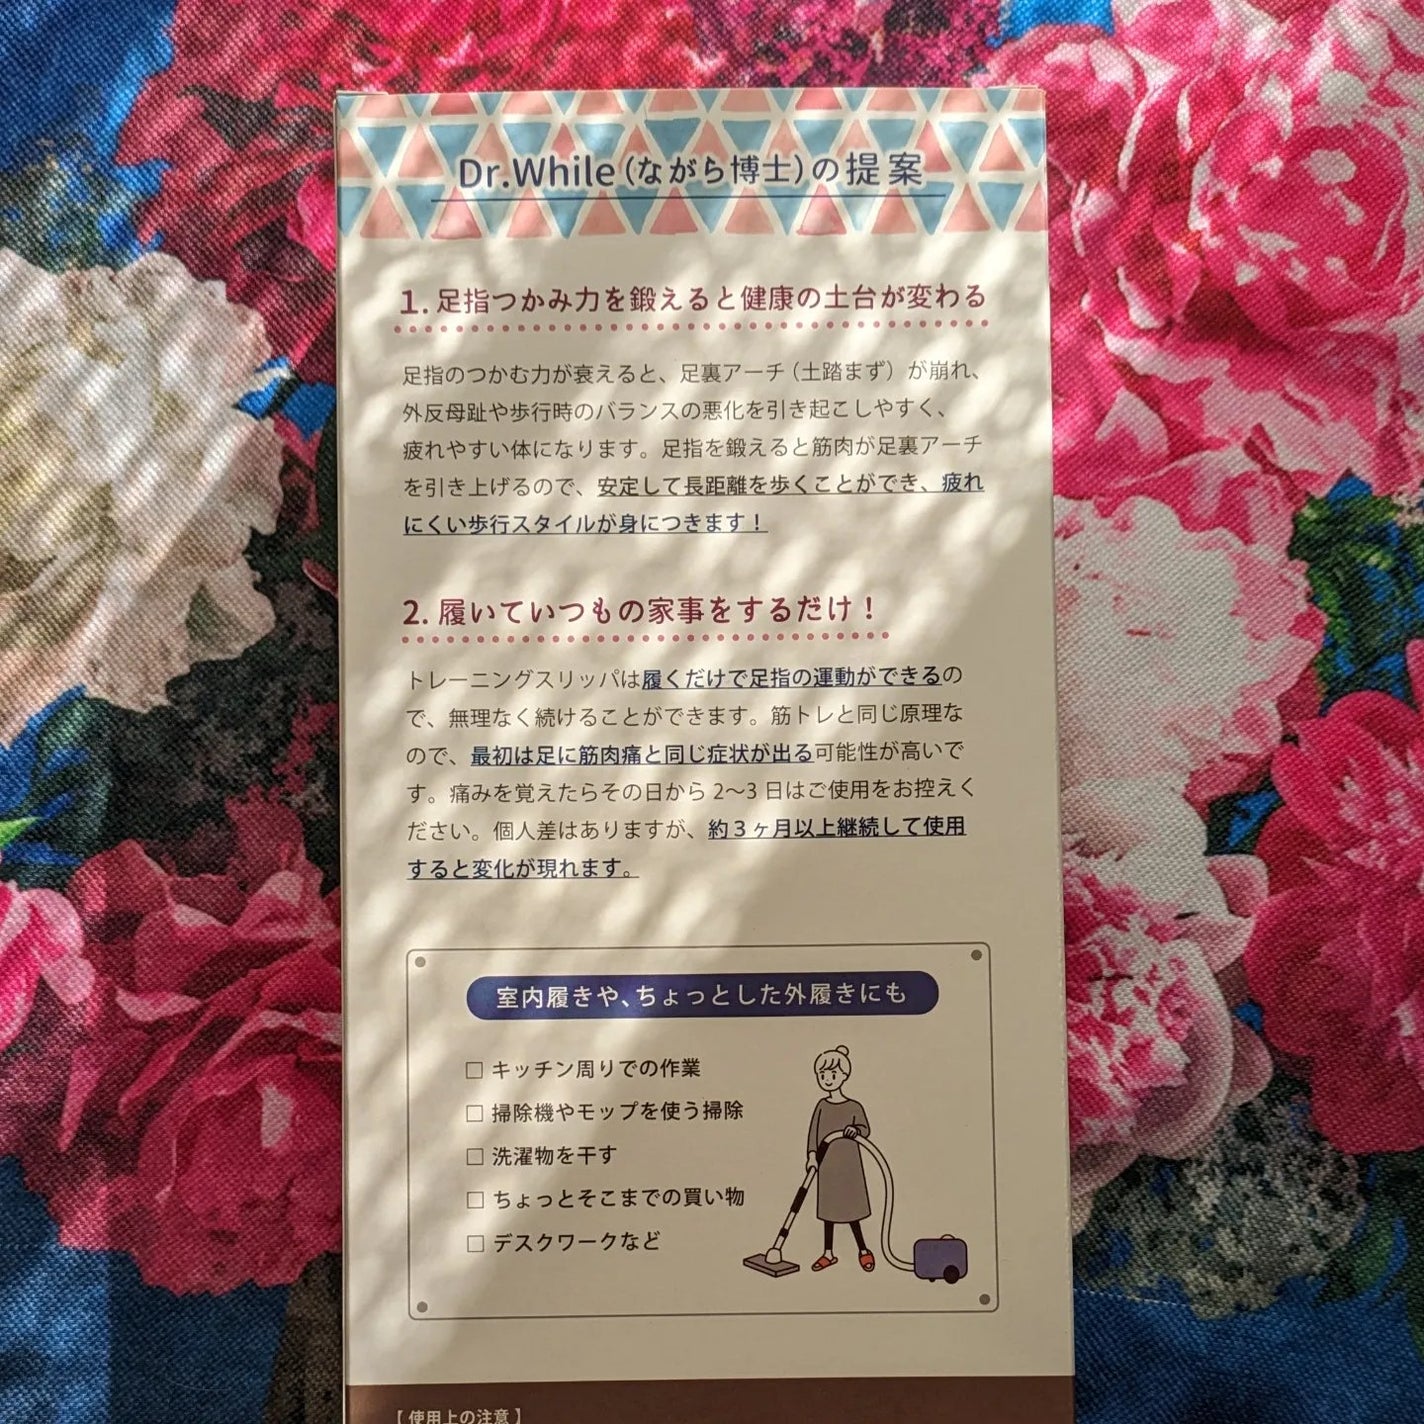 Dr.While(ながら博士)の提案
1. 足指つかみ力を鍛えると健康の土台が変わる
足指のつかむ力が衰えると、足裏アーチ（土踏まず）が崩れ、
外反母趾や歩行時のバランスの悪化を引き起こしやすく、
疲れやすい体になります。足指を鍛えると筋肉が足裏アーチ
を引き上げるので、安定して長距離を歩くことができ、疲れ
にくい歩行スタイルが身につきます！
2. 履いていつもの家事をするだけ！
トレーニングスリッパは履くだけで足指の運動ができるの
で、無理なく続けることができます。筋トレと同じ原理な
ので、最初は足に筋肉痛と同じ症状が出る可能性が高いで
す。痛みを覚えたらその日から 2〜3 日はご使用をお控えく
ださい。個人差はありますが、約３ヶ月以上継続して使用
すると変化が現れます。
室内履きや、ちょっとした外履きにも
□ キッチン周りでの作業
□ 掃除機やモップを使う掃除
□ 洗濯物を干す
□ ちょっとそこまでの買い物
□ デスクワークなど
【 使用上の注意 】